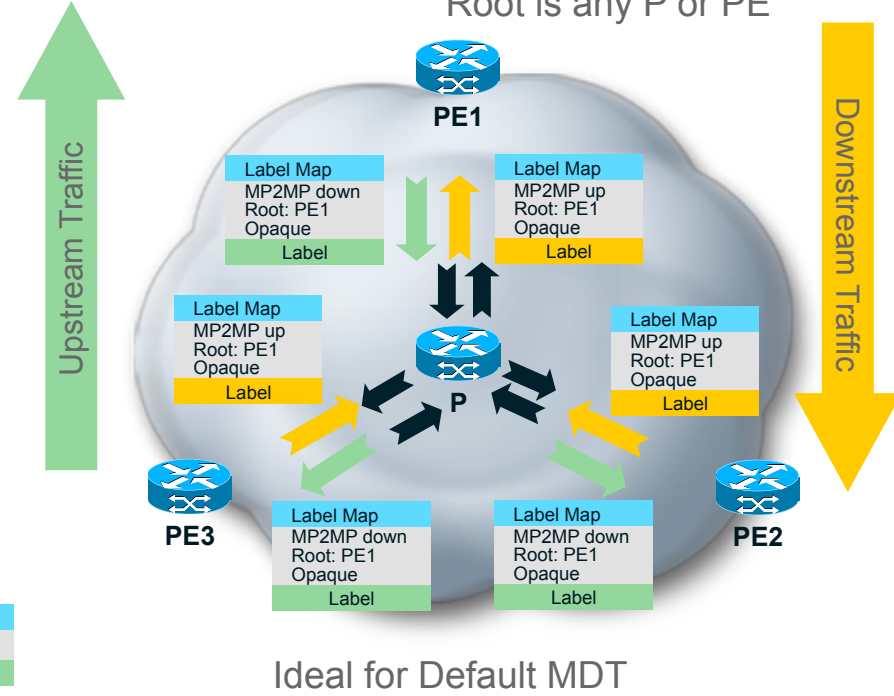 Root is any P or PE
PE1
Upstream Traffic
Downstream Traffic
Label Map
MP2MP down
Root: PE1
Opaque
Label
Label Map
MP2MP up
Root: PE1
Opaque
Label
Label Map
MP2MP up
Root: PE1
Opaque
Label
Label Map
MP2MP up
Root: PE1
Opaque
Label
P
PE3
PE2
Label Map
MP2MP down
Root: PE1
Opaque
Label
Label Map
MP2MP down
Root: PE1
Opaque
Label
Ideal for Default MDT